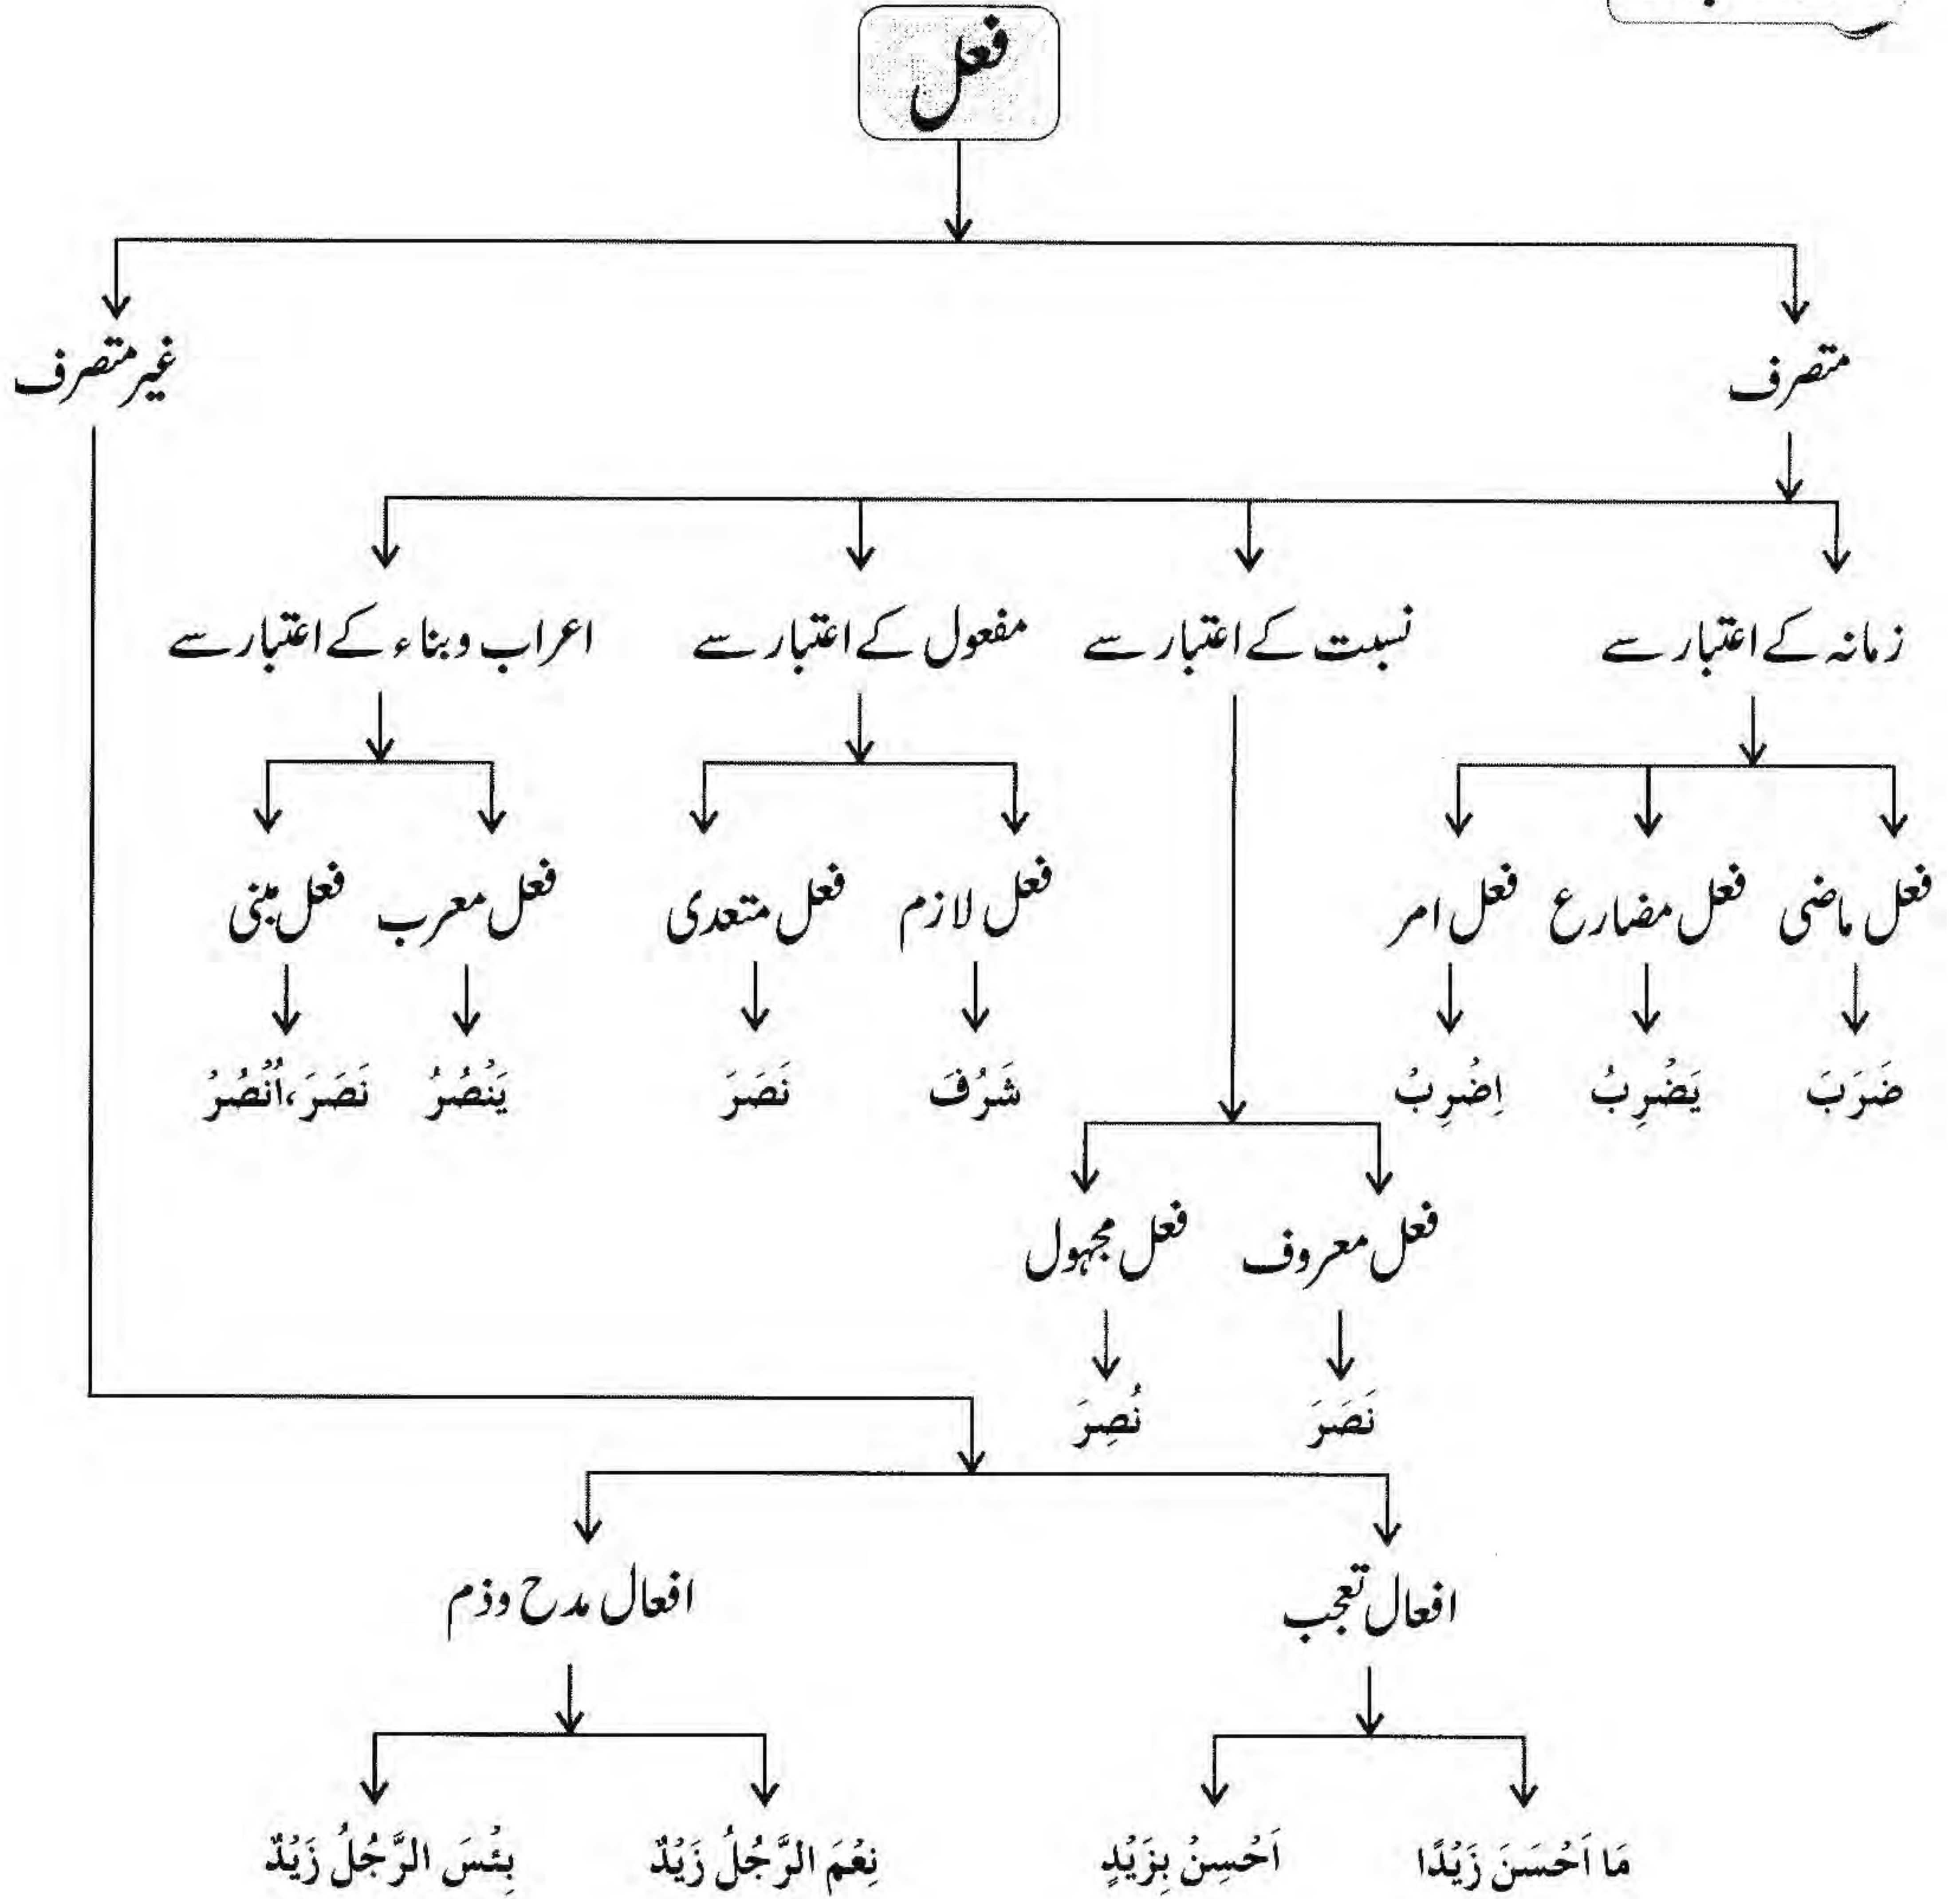 فعل
متصرف غیر متصرف
زمانہ کے اعتبار سے نسبت کے اعتبار سے مفعول کے اعتبار سے اعراب و بناء کے اعتبار سے
فعل ماضی فعل مضارع فعل امر فعل لازم فعل متعدی فعل معرب فعل مبنی
ضَرَبَ یَضْرِبُ اِضْرِبْ شَرُفَ نَصَرَ یَنْصُرُ نَصَرَ،اُنْصُرْ
فعل معروف فعل مجہول
نَصَرَ نُصِرَ
افعال تعجب افعال مدح وذم
مَا اَحْسَنَ زَیْدًا اَحْسِنْ بِزَیْدٍ نِعْمَ الرَّجُلُ زَیْدٌ بِئْسَ الرَّجُلُ زَیْدٌ